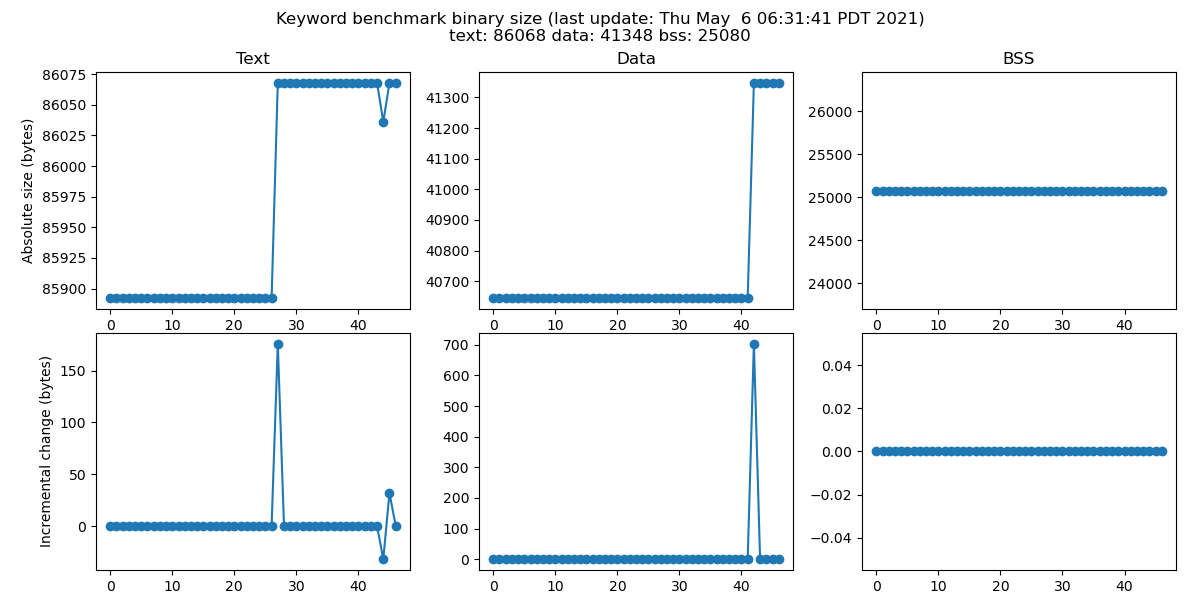 Keyword benchmark binary size (last update: Thu May  6 06:31:41 PDT 2021)
text: 86068 data: 41348 bss: 25080
Text
Data
BSS
Absolute size (bytes)
86075
86050
86025
86000
85975
85950
85925
85900
0 10 20 30 40
41300
41200
41100
41000
40900
40800
40700
0 10 20 30 40
26000
25500
25000
24500
24000
0 10 20 30 40
Incremental change (bytes)
150
100
50
0
0 10 20 30 40
700
600
500
400
300
200
100
0
0 10 20 30 40
0.04
0.02
0.00
−0.02
−0.04
0 10 20 30 40